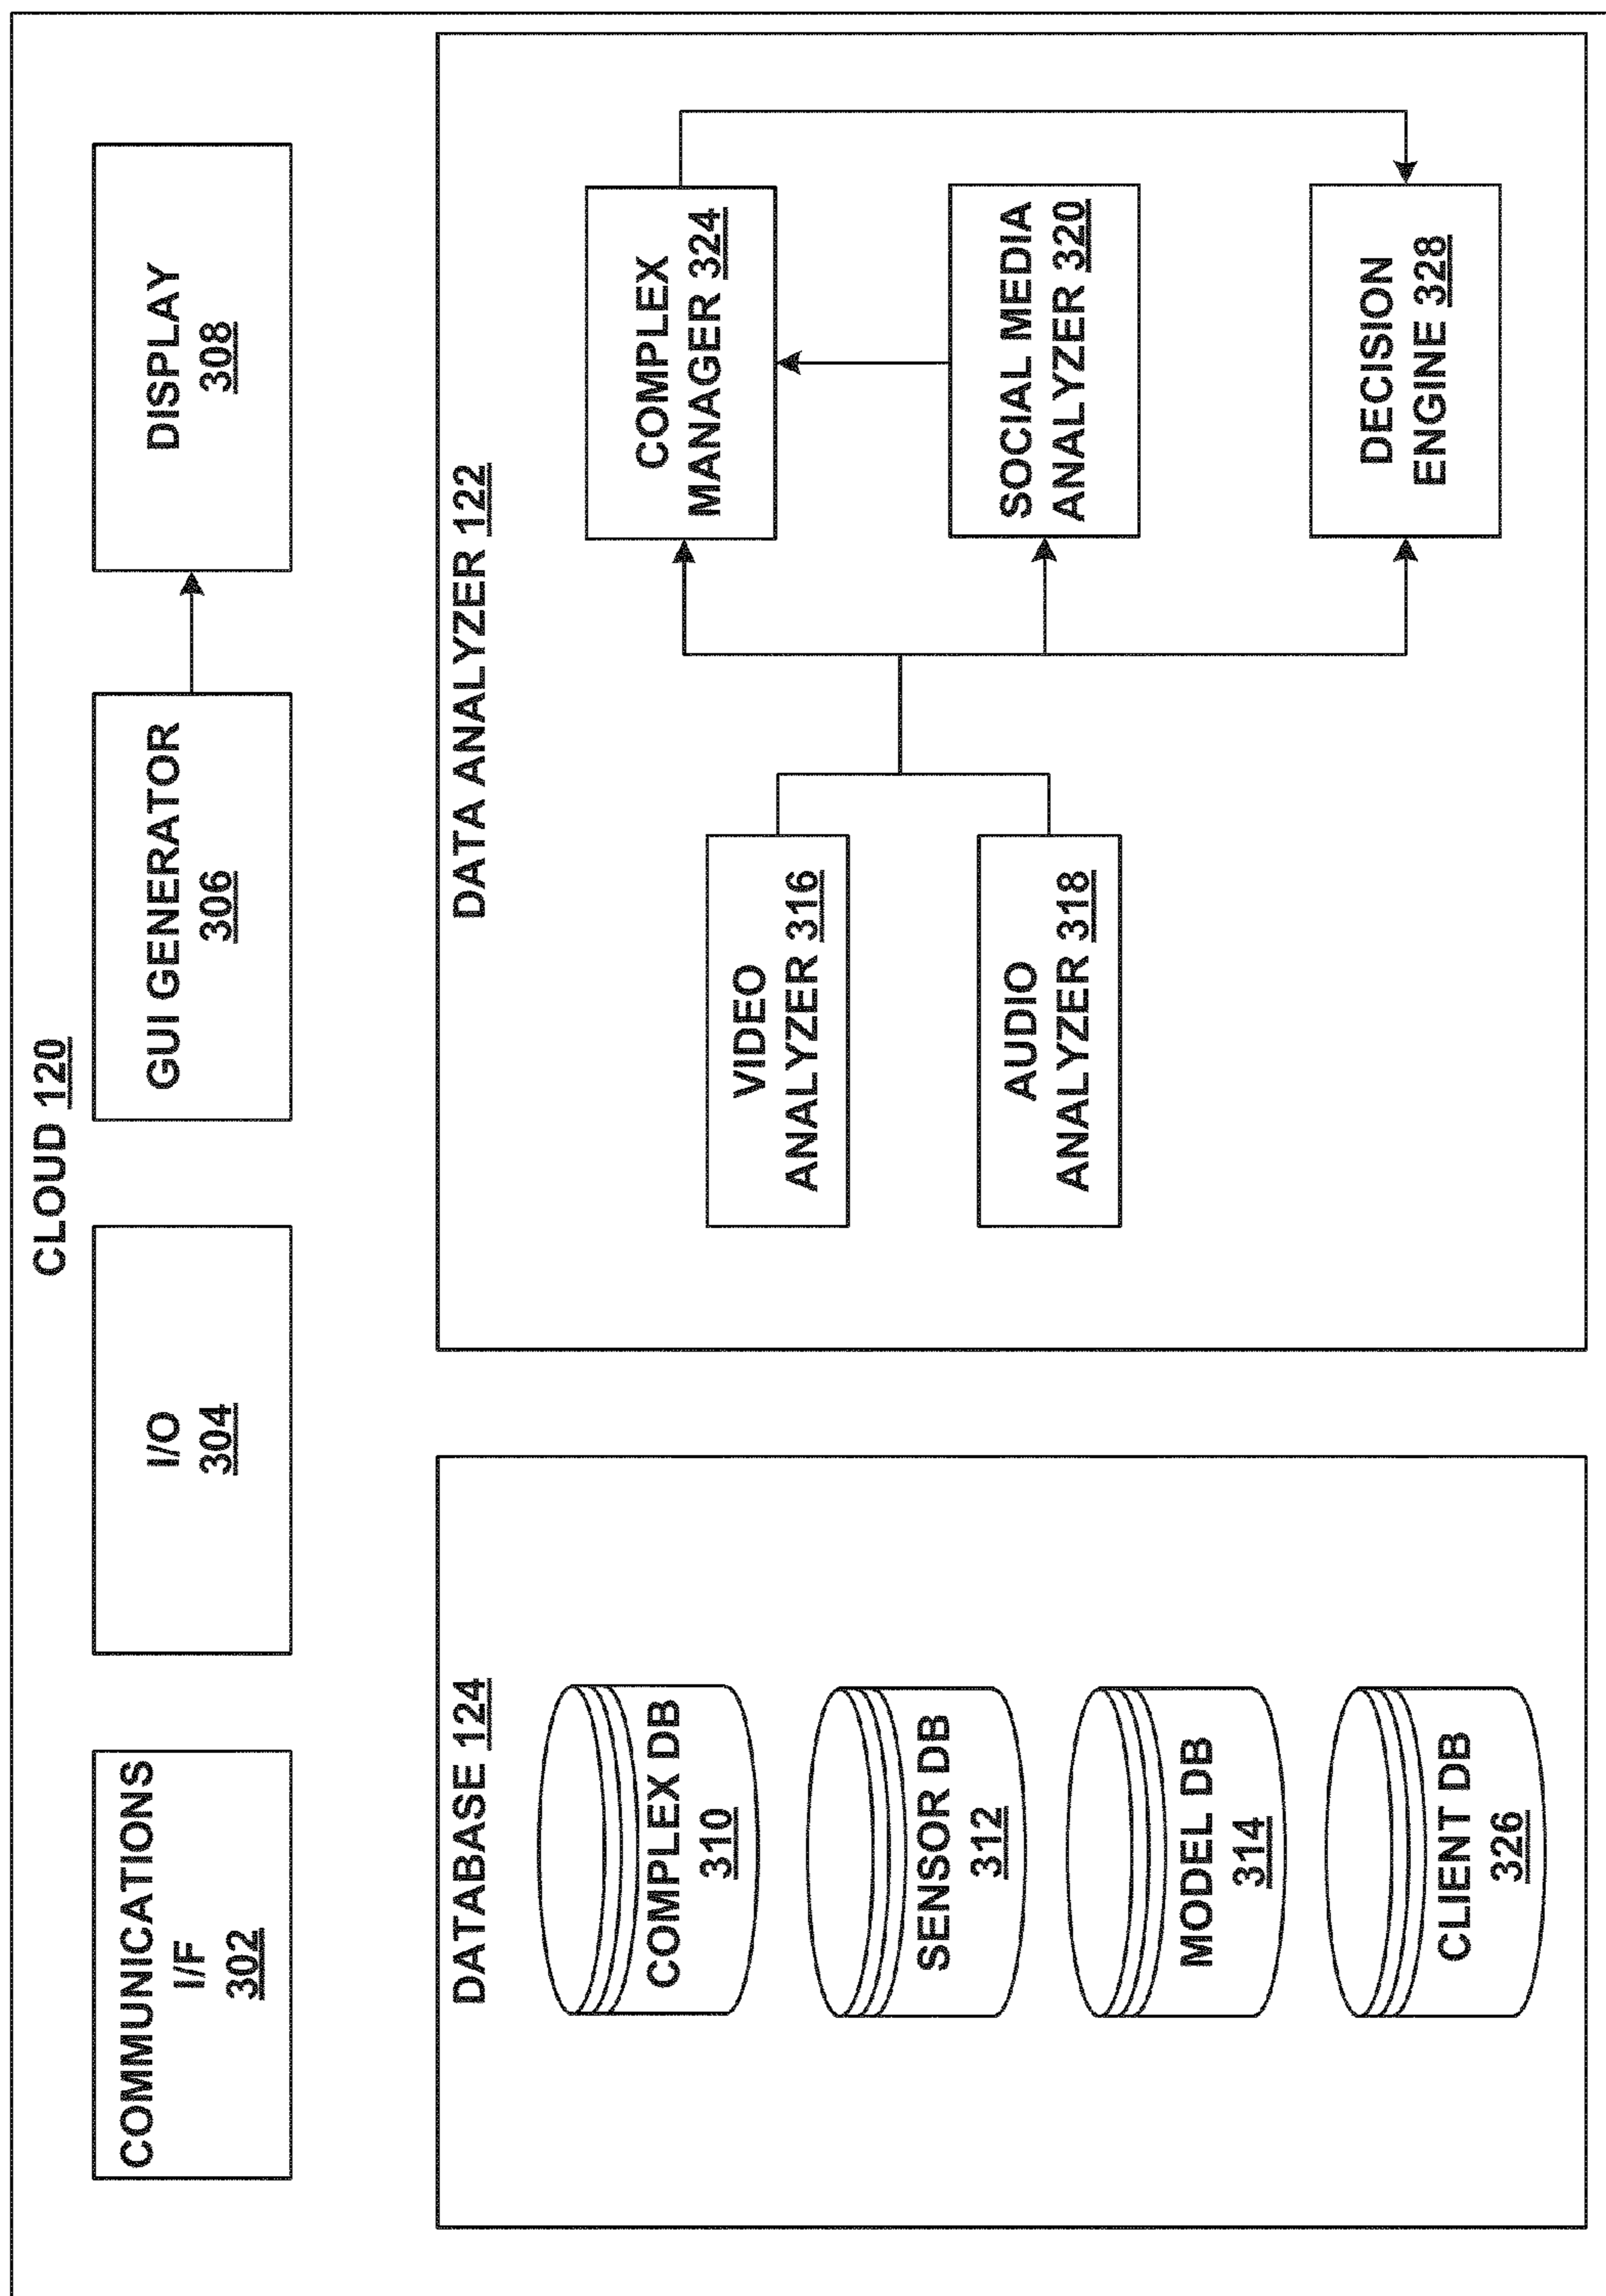 CLOUD 120
COMMUNICATIONS
I/F
302
I/O
304
GUI GENERATOR
306
DISPLAY
308
DATABASE 124
COMPLEX DB
310
SENSOR DB
312
MODEL DB
314
CLIENT DB
326
DATA ANALYZER 122
VIDEO
ANALYZER 316
AUDIO
ANALYZER 318
COMPLEX
MANAGER 324
SOCIAL MEDIA
ANALYZER 320
DECISION
ENGINE 328